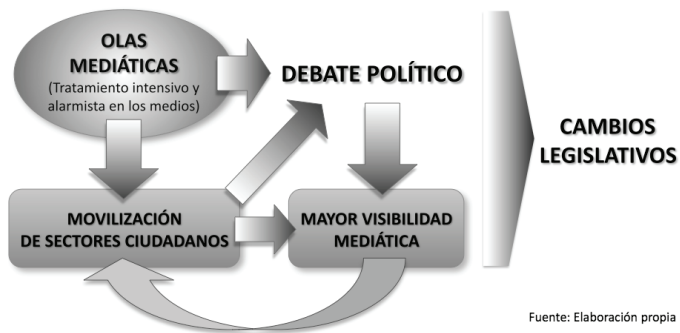 OLAS
MEDIÁTICAS
(Tratamiento intensivo y
alarmista en los medios)
DEBATE POLÍTICO
CAMBIOS
LEGISLATIVOS
MOVILIZACIÓN
DE SECTORES CIUDADANOS
MAYOR VISIBILIDAD
MEDIÁTICA
Fuente: Elaboración propia